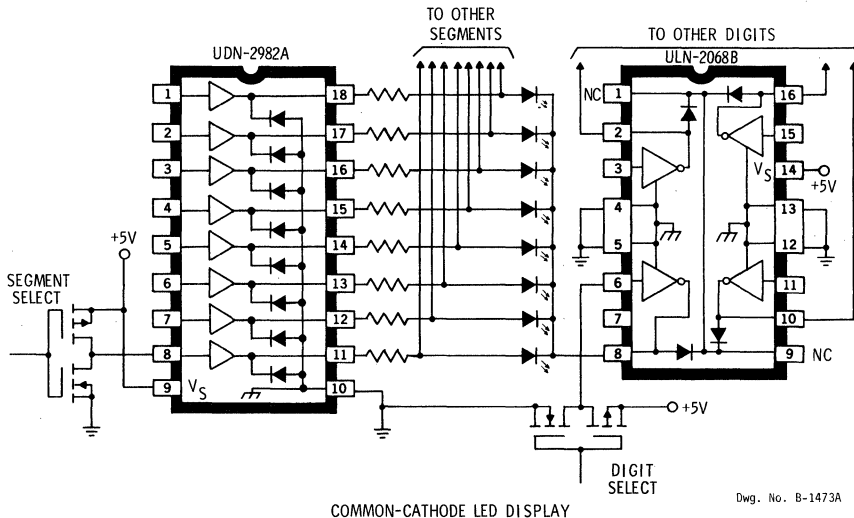 TO OTHER
SEGMENTS
TO OTHER DIGITS
UDN-2982A
ULN-2068B
1
2
3
4
5
6
7
8
9
VS
18
17
16
15
14
13
12
11
10
+5V
SEGMENT
SELECT
NC 1
2
3
4
5
6
7
8
16
15
VS 14
+5V
13
12
11
10
9 NC
+5V
DIGIT
SELECT
COMMON-CATHODE LED DISPLAY
Dwg. No. B-1473A